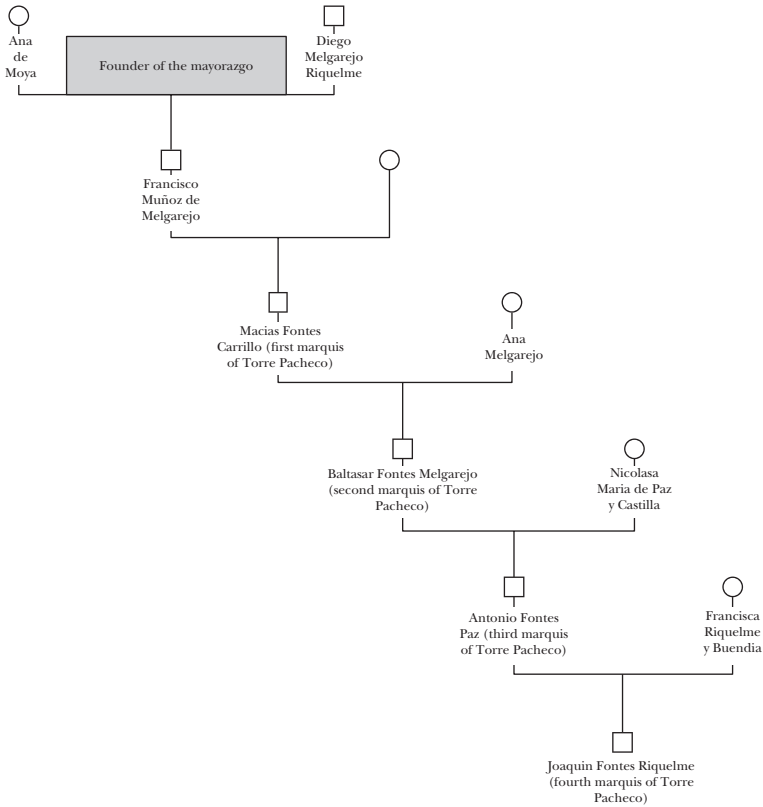 Ana
de
Moya
Founder of the mayorazgo
Diego
Melgarejo
Riquelme
Francisco
Muñoz de
Melgarejo
Macias Fontes
Carrillo (first marquis
of Torre Pacheco)
Ana
Melgarejo
Baltasar Fontes Melgarejo
(second marquis of Torre
Pacheco)
Nicolasa
Maria de Paz
y Castilla
Antonio Fontes
Paz (third marquis
of Torre Pacheco)
Francisca
Riquelme
y Buendia
Joaquin Fontes Riquelme
(fourth marquis of Torre
Pacheco)